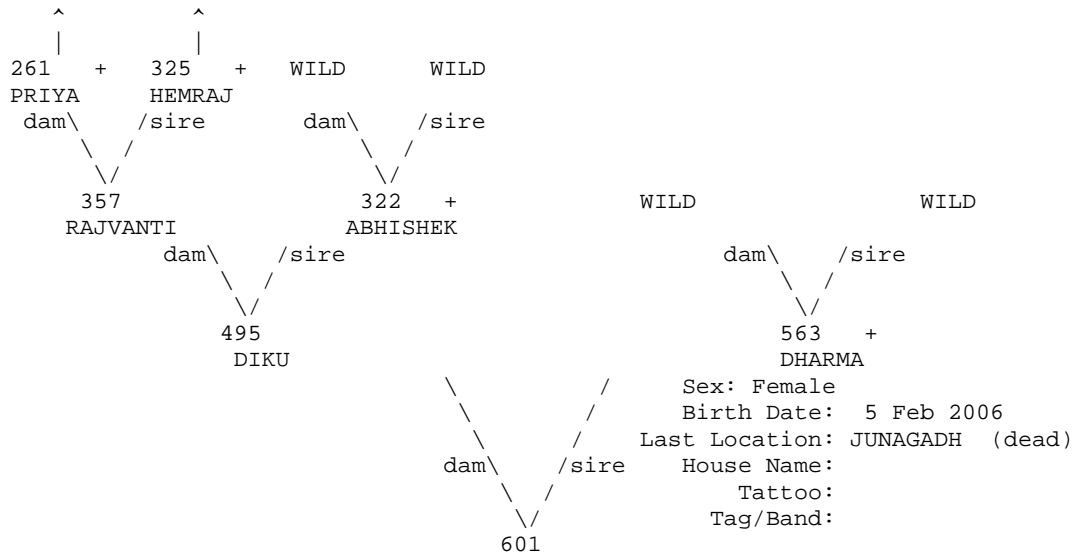 ^ ^
| |
261 + 325 + WILD WILD
PRIYA HEMRAJ
dam\ /sire dam\ /sire
\ / \ /
\/ \/
357 322 + WILD WILD
RAJVANTI ABHISHEK
dam\ /sire dam\ /sire
\ / \ /
\/ \/
495 563 +
DIKU DHARMA
\ / Sex: Female
\ / Birth Date: 5 Feb 2006
\ / Last Location: JUNAGADH (dead)
dam\ /sire House Name:
\ / Tattoo:
\/ Tag/Band:
601